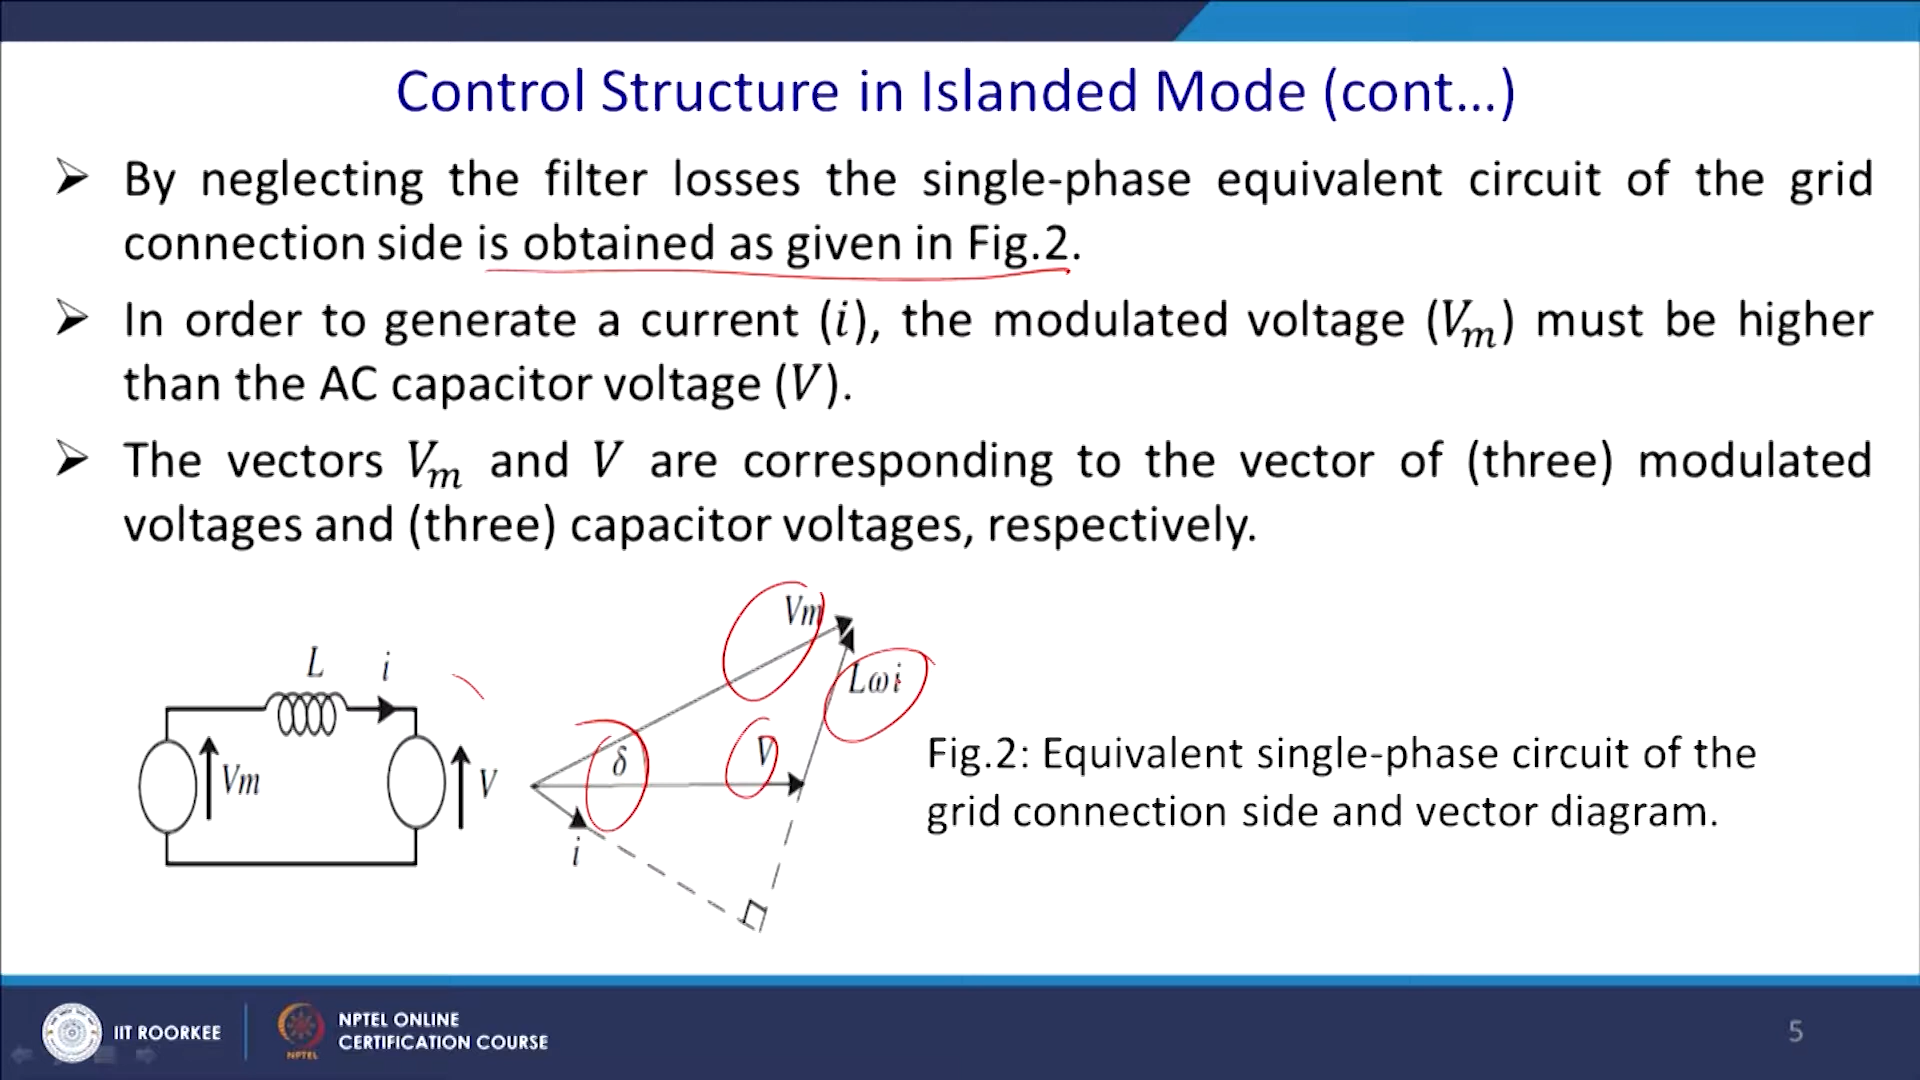 Control Structure in Islanded Mode (cont...)
➢ By neglecting the filter losses the single-phase equivalent circuit of the grid
connection side is obtained as given in Fig.2.
➢ In order to generate a current (i), the modulated voltage (Vm) must be higher
than the AC capacitor voltage (V).
➢ The vectors Vm and V are corresponding to the vector of (three) modulated
voltages and (three) capacitor voltages, respectively.
L i
Vm
V
Vm
Lωi
δ
V
i
Fig.2: Equivalent single-phase circuit of the
grid connection side and vector diagram.
IIT ROORKEE
NPTEL
NPTEL ONLINE
CERTIFICATION COURSE
5